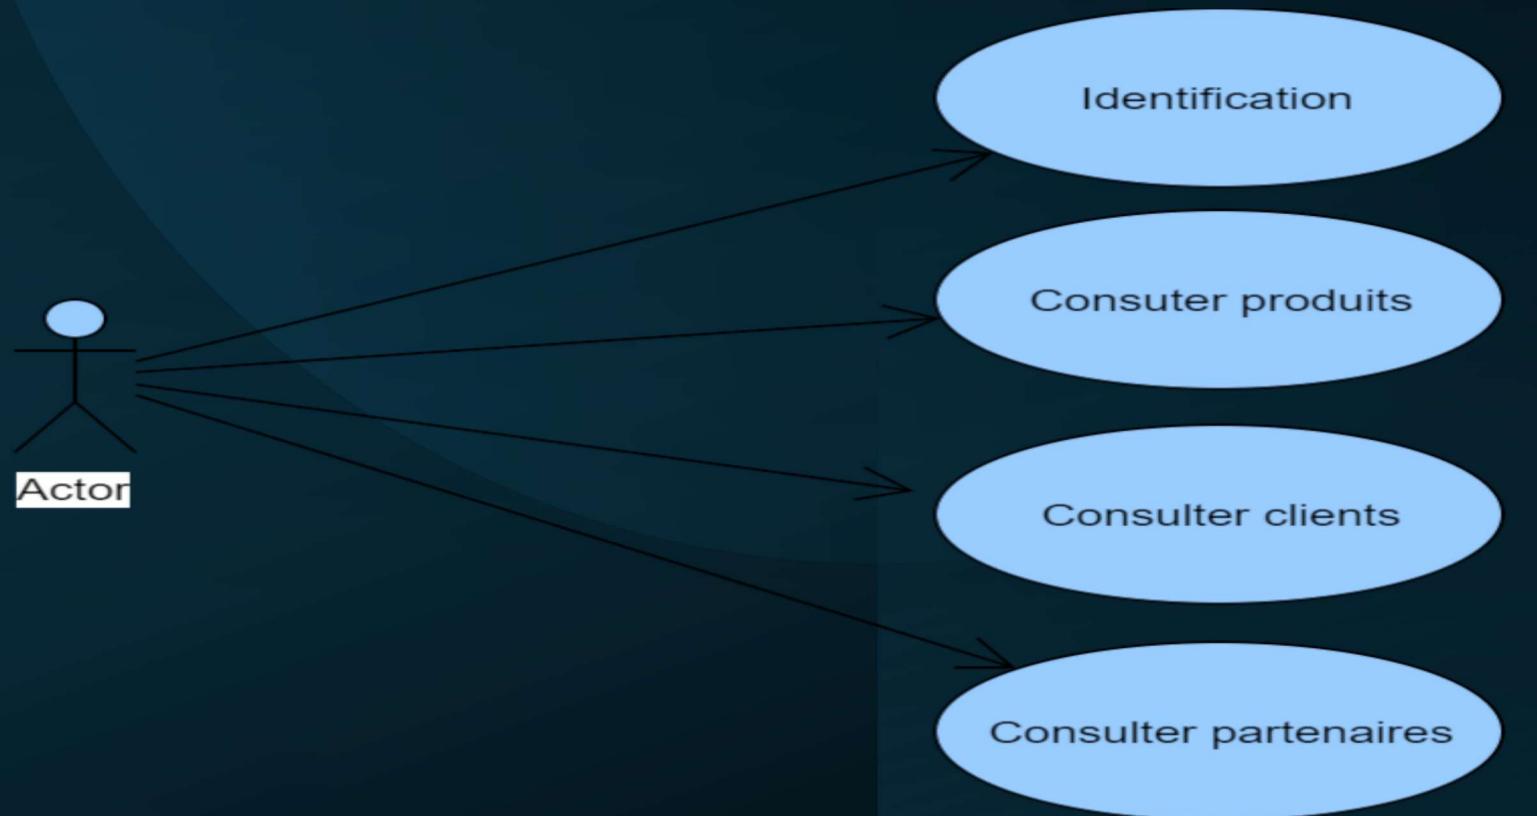 Identification
Consuter produits
Actor
Consulter clients
Consulter partenaires